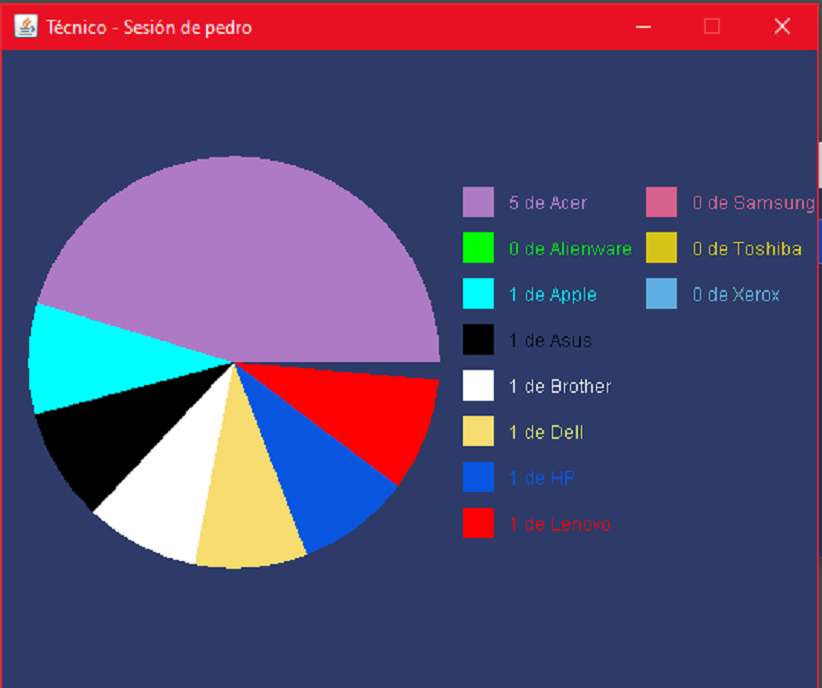 Técnico - Sesión de pedro
5 de Acer
0 de Alienware
1 de Apple
1 de Asus
1 de Brother
1 de Dell
1 de HP
1 de Lenovo
0 de Samsung
0 de Toshiba
0 de Xerox